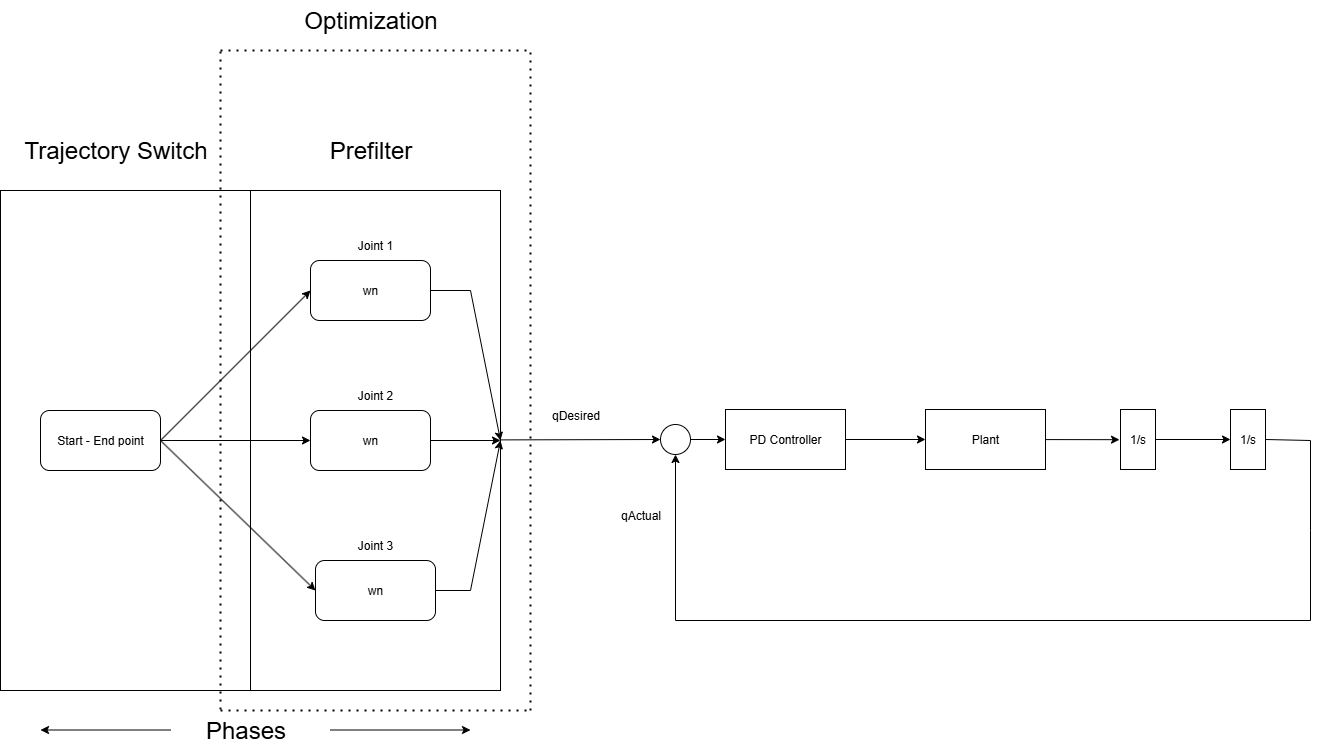 Optimization
Trajectory Switch
Prefilter
Joint 1
wn
Joint 2
Start - End point
wn
Joint 3
wn
qDesired
PD Controller
Plant
1/s
1/s
qActual
Phases